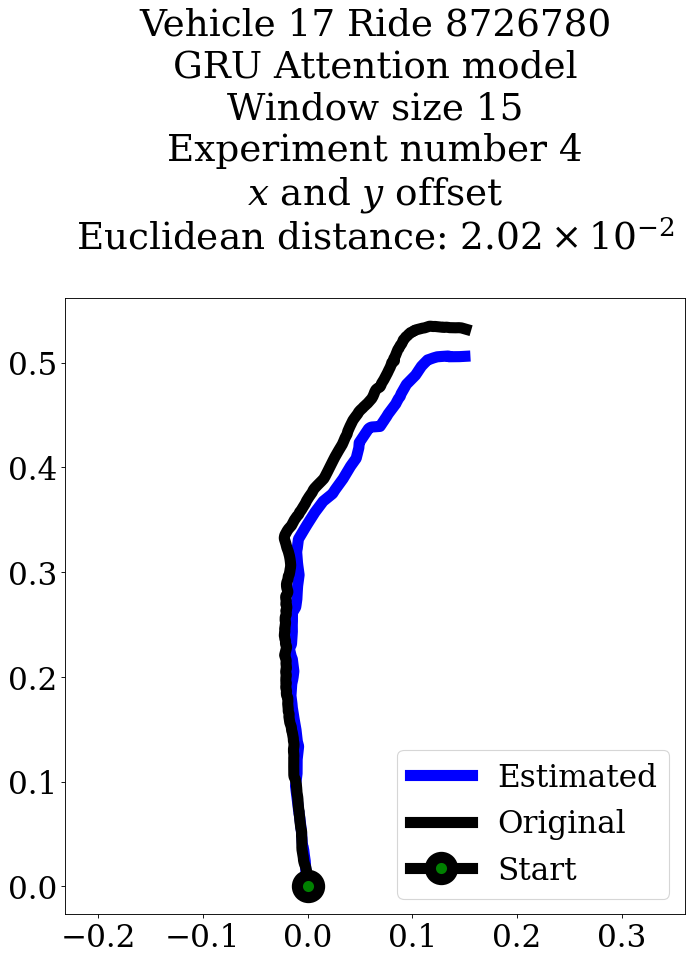 Vehicle 17 Ride 8726780
GRU Attention model
Window size 15
Experiment number 4
x and y offset
Euclidean distance: 2.02 × 10⁻²
0.5
0.4
0.3
0.2
0.1
0.0
Estimated
Original
Start
−0.2 −0.1 0.0 0.1 0.2 0.3